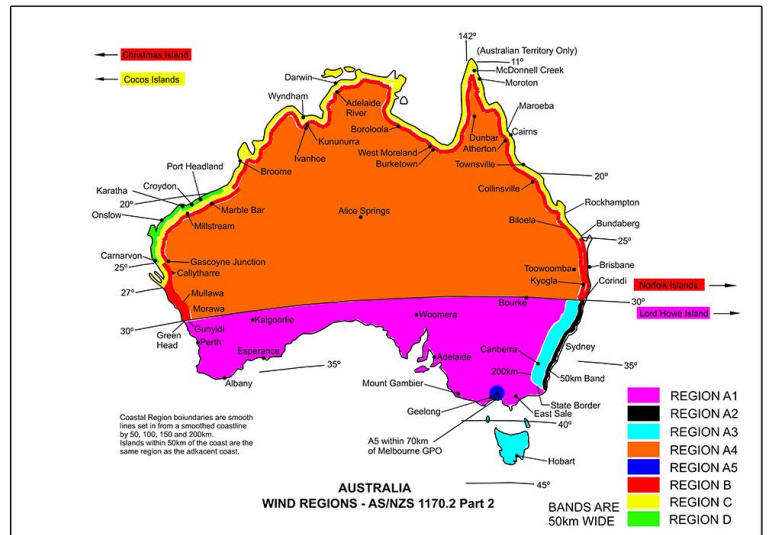 142º
(Australian Territory Only)
11º
McDonnell Creek
Moroton
Christmas Island
Cocos Islands
Darwin
Wyndham
Adelaide
River
Maroeba
Boroloola
Cairns
Dunbar
Kununurra
Atherton
Ivanhoe
West Moreland
Burketown
Townsville
Port Headland
Broome
20º
Croydon
Collinsville
Karatha
20º
Rockhampton
Marble Bar
Alice Springs
Onslow
Millstream
Biloela
Bundaberg
25º
Carnarvon
Gascoyne Junction
25º
Callytharre
Toowoomba
Brisbane
Kyogla
Corindi
Norfolk Islands
27º
Mullawa
Bourke
30º
Morawa
Woomera
Lord Howe Island
30º
Gunyidi
Kalgoorlie
Green
Head
Perth
Sydney
Canberra
Esperance
Adelaide
35º
35º
200km
50km Band
Albany
Mount Gambier
REGION A1
State Border
Geelong
East Sale
REGION A2
40º
Coastal Region boiundaries are smooth
lines set in from a smoothed coastline
by 50, 100, 150 and 200km.
Islands within 50km of the coast are the
same region as the adkacent coast.
REGION A3
A5 within 70km
of Melbourne GPO
REGION A4
Hobart
REGION A5
45º
REGION B
AUSTRALIA
WIND REGIONS - AS/NZS 1170.2 Part 2
REGION C
BANDS ARE
50km WIDE
REGION D